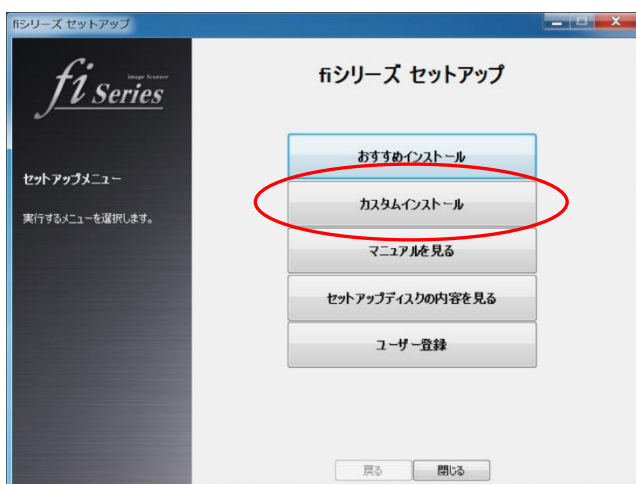 fiシリーズ セットアップ
fi Series
Image Scanner
fiシリーズ セットアップ
セットアップメニュー
実行するメニューを選択します。
おすすめインストール
カスタムインストール
マニュアルを見る
セットアップディスクの内容を見る
ユーザー登録
戻る
閉じる